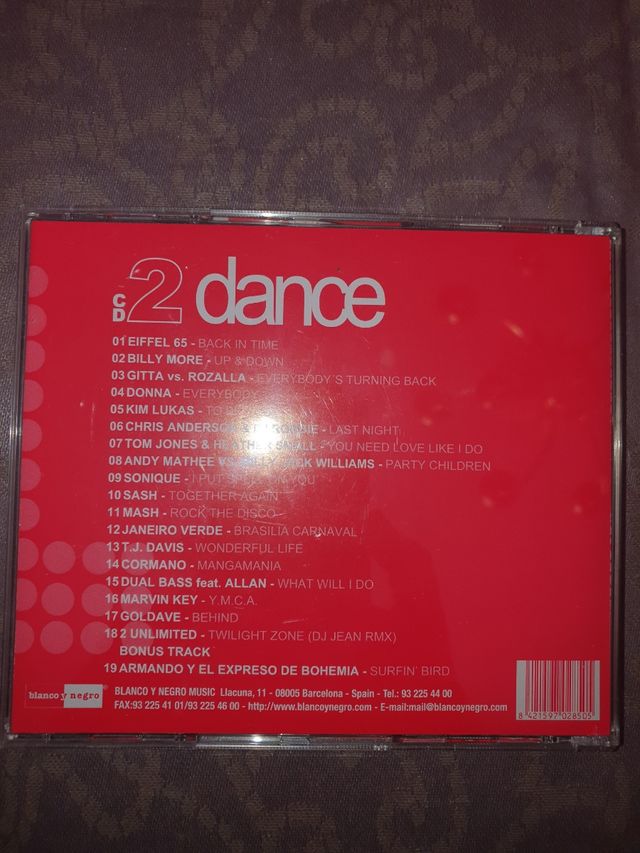 CD 2 dance
01 EIFFEL 65 - BACK IN TIME
02 BILLY MORE - UP & DOWN
03 GITTA vs. ROZALLA - EVERYBODY´S TURNING BACK
04 DONNA - EVERYBODY
05 KIM LUKAS - TO
06 CHRIS ANDERSON & - LAST NIGHT
07 TOM JONES & HEATHER SMALL - YOU NEED LOVE LIKE I DO
08 ANDY MATHEE VS. WILLIAMS - PARTY CHILDREN
09 SONIQUE - I PUT SPELL ON YOU
10 SASH - TOGETHER AGAIN
11 MASH - ROCK THE DISCO
12 JANEIRO VERDE - BRASILIA CARNAVAL
13 T.J. DAVIS - WONDERFUL LIFE
14 CORMANO - MANGAMANIA
15 DUAL BASS feat. ALLAN - WHAT WILL I DO
16 MARVIN KEY - Y.M.C.A.
17 GOLDAVE - BEHIND
18 2 UNLIMITED - TWILIGHT ZONE (DJ JEAN RMX)
BONUS TRACK
19 ARMANDO Y EL EXPRESO DE BOHEMIA - SURFIN´ BIRD
blanco y negro
BLANCO Y NEGRO MUSIC Llacuna, 11 - 08005 Barcelona - Spain - Tel.: 93 225 44 00
FAX:93 225 41 01/93 225 46 00 - http://www.blancoynegro.com - E-mail:mail@blancoynegro.com
8 421597 028505